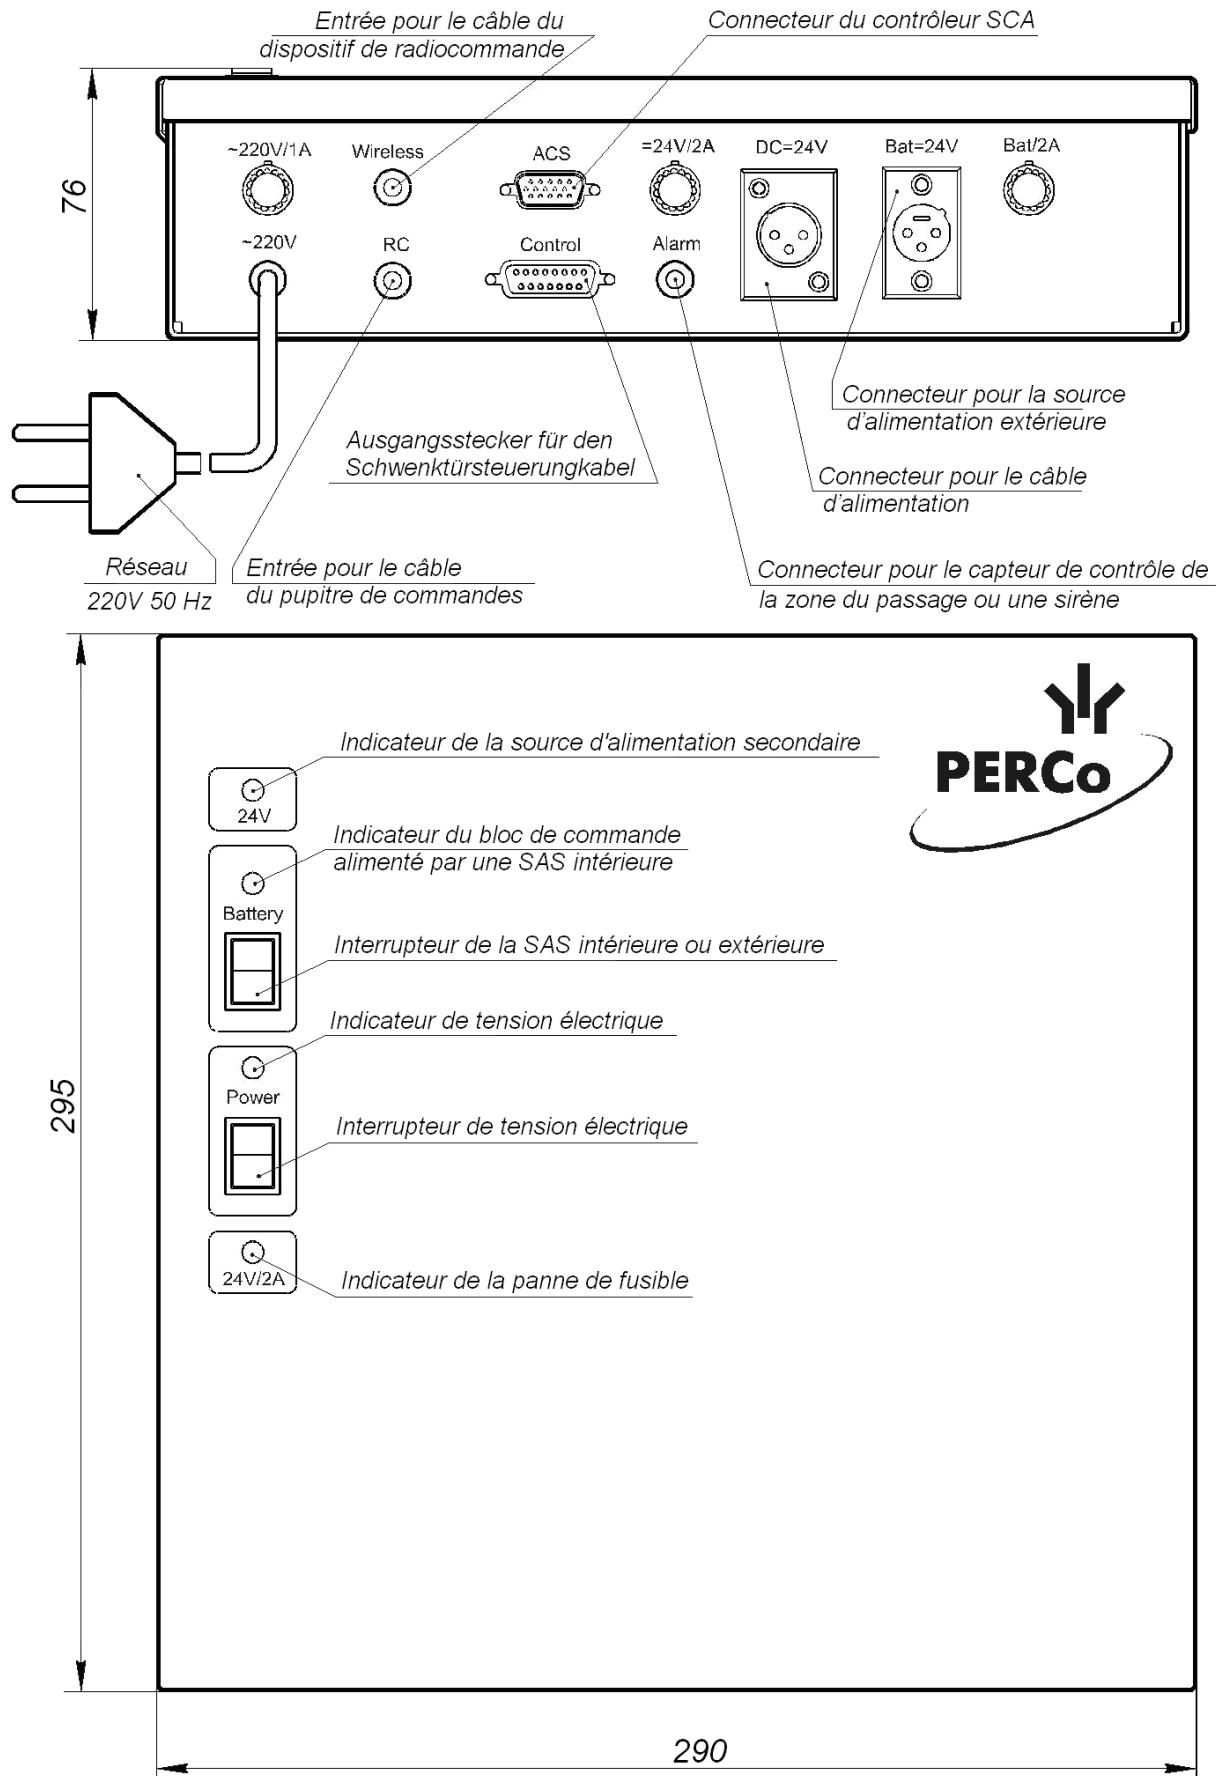 Entrée pour le câble du
dispositif de radiocommande
Connecteur du contrôleur SCA
76
~220V/1A
Wireless
ACS
=24V/2A
DC=24V
Bat=24V
Bat/2A
~220V
RC
Control
Alarm
Connecteur pour la source
d'alimentation extérieure
Ausgangsstecker für den
Schwenktürsteuerungkabel
Connecteur pour le câble
d'alimentation
Réseau
220V 50 Hz
Entrée pour le câble
du pupitre de commandes
Connecteur pour le capteur de contrôle de
la zone du passage ou une sirène
PERCo
Indicateur de la source d'alimentation secondaire
24V
Indicateur du bloc de commande
alimenté par une SAS intérieure
Battery
Interrupteur de la SAS intérieure ou extérieure
Indicateur de tension électrique
Power
Interrupteur de tension électrique
24V/2A
Indicateur de la panne de fusible
295
290